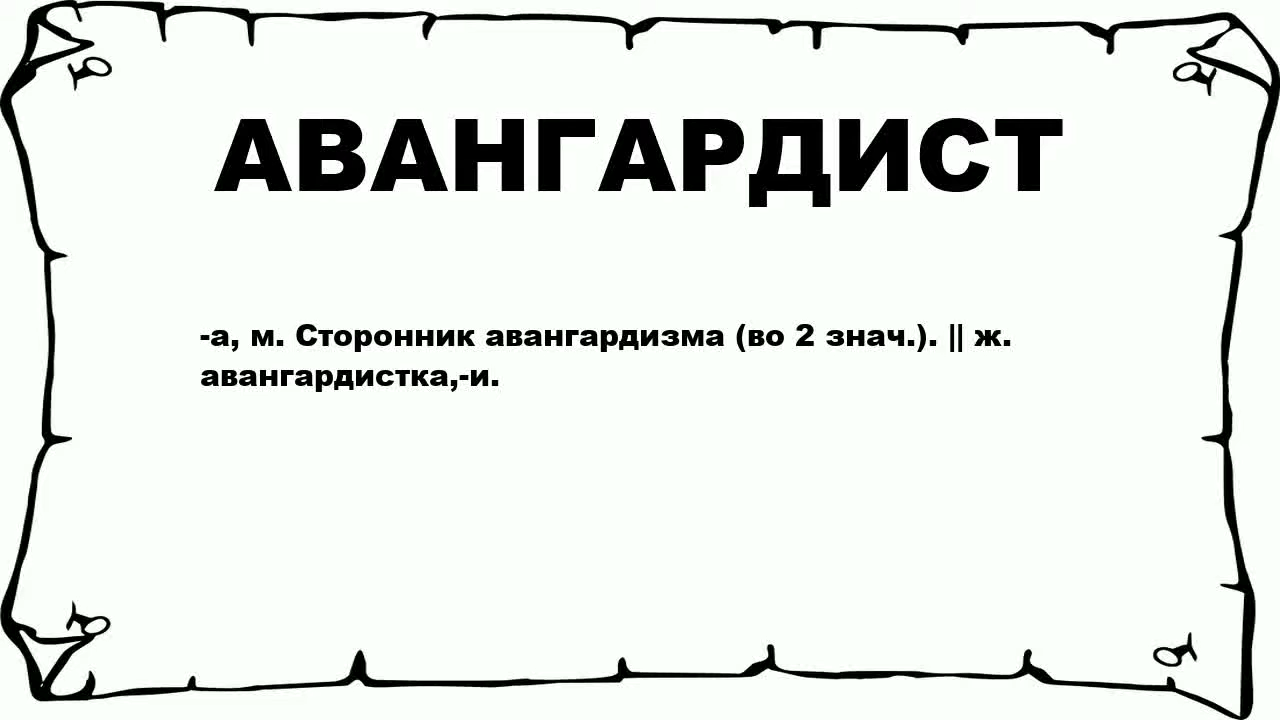 АВАНГАРДИСТ
-а, м. Сторонник авангардизма (во 2 знач.). || ж.
авангардистка,-и.